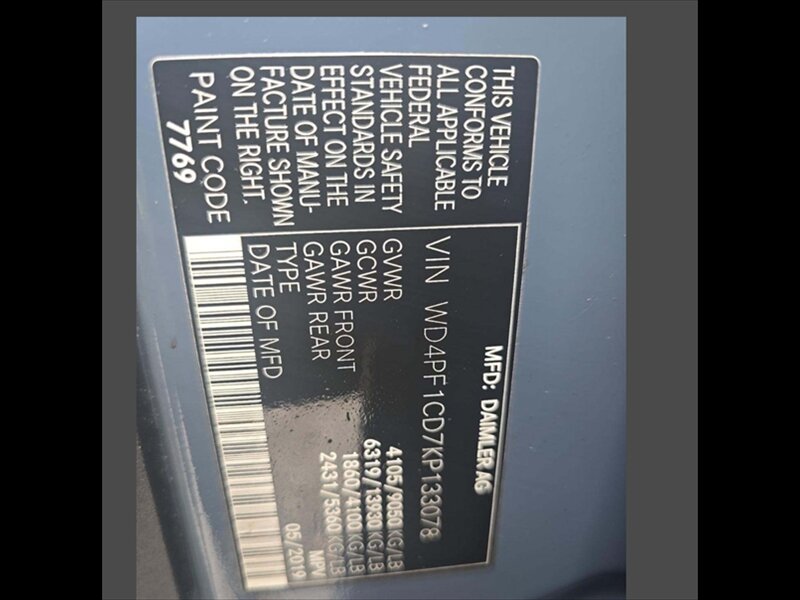 MFD: DAIMLER AG
THIS VEHICLE
CONFORMS TO
ALL APPLICABLE
FEDERAL
VEHICLE SAFETY
STANDARDS IN
EFFECT ON THE
DATE OF MANU-
FACTURE SHOWN
ON THE RIGHT.
PAINT CODE
7769
VIN WD4PF1CD7KP133078
GVWR 4105/9050 KG/LB
GCWR 6319/13930 KG/LB
GAWR FRONT 1860/4100 KG/LB
GAWR REAR 2431/5360 KG/LB
TYPE MPV
DATE OF MFD 05/2019